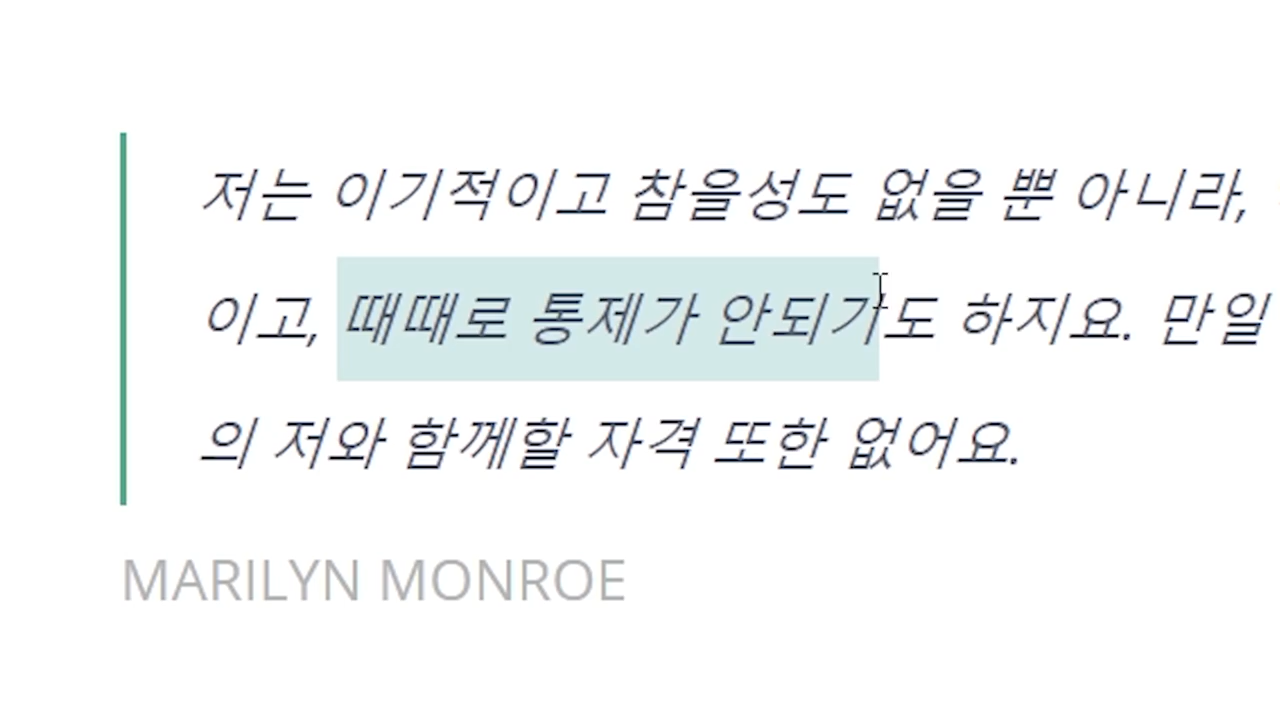 저는 이기적이고 참을성도 없을 뿐 아니라,
이고, 때때로 통제가 안되기도 하지요. 만일
의 저와 함께할 자격 또한 없어요.
MARILYN MONROE